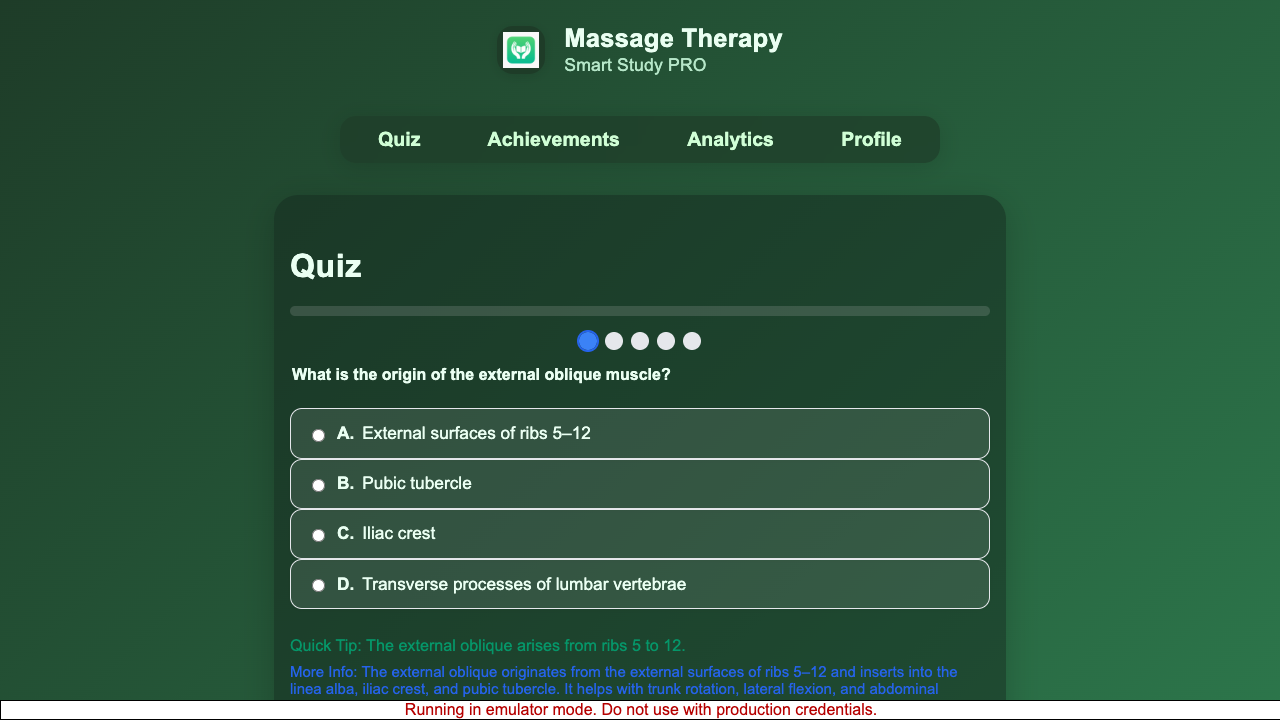 Massage Therapy
Smart Study PRO
Quiz Achievements Analytics Profile
Quiz
What is the origin of the external oblique muscle?
A. External surfaces of ribs 5–12
B. Pubic tubercle
C. Iliac crest
D. Transverse processes of lumbar vertebrae
Quick Tip: The external oblique arises from ribs 5 to 12.
More Info: The external oblique originates from the external surfaces of ribs 5–12 and inserts into the
linea alba, iliac crest, and pubic tubercle. It helps with trunk rotation, lateral flexion, and abdominal
Running in emulator mode. Do not use with production credentials.